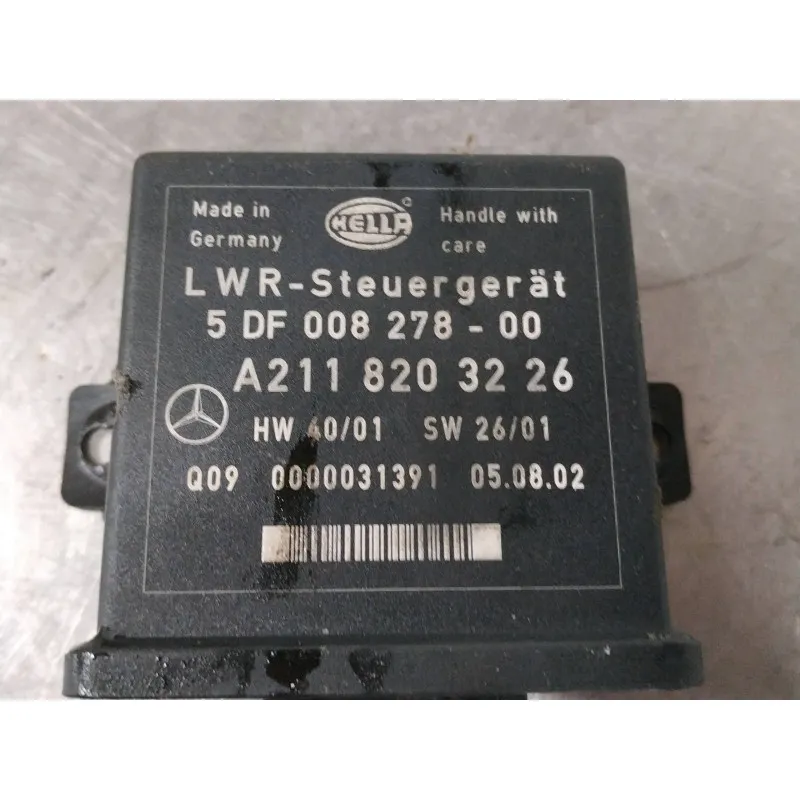 Made in
Germany
HELLA
Handle with
care
LWR-Steuergerät
5 DF 008 278 - 00
A211 820 32 26
HW 40/01 SW 26/01
Q09 0000031391 05.08.02